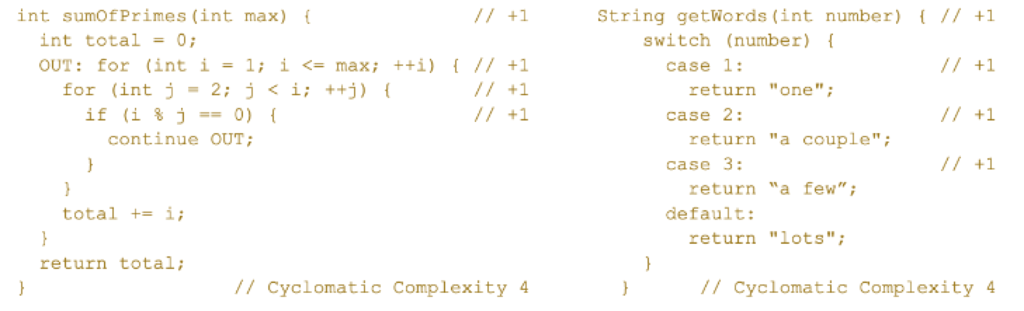 int sumOfPrimes(int max) { // +1
int total = 0;
OUT: for (int i = 1; i <= max; ++i) { // +1
for (int j = 2; j < i; ++j) { // +1
if (i % j == 0) { // +1
continue OUT;
}
}
total += i;
}
return total;
} // Cyclomatic Complexity 4
String getWords(int number) { // +1
switch (number) {
case 1: // +1
return "one";
case 2: // +1
return "a couple";
case 3: // +1
return “a few”;
default:
return "lots";
}
} // Cyclomatic Complexity 4